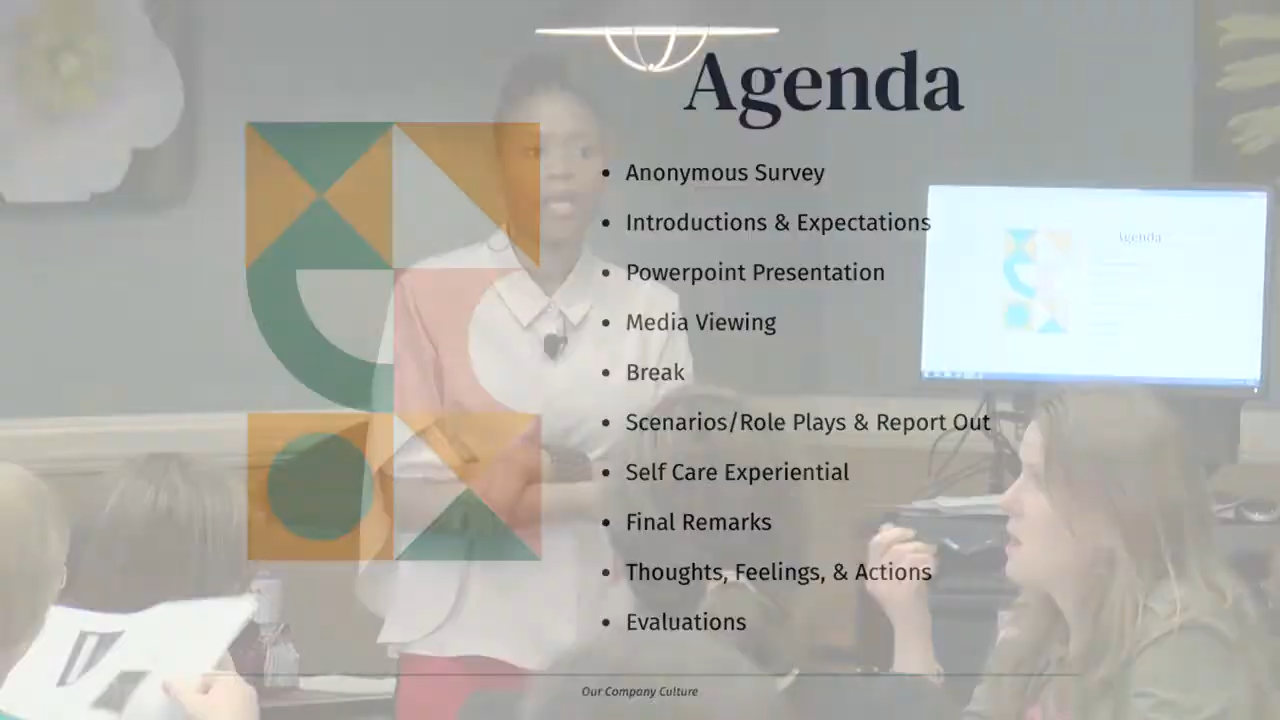 Agenda
• Anonymous Survey
• Introductions & Expectations
• Powerpoint Presentation
• Media Viewing
• Break
• Scenarios/Role Plays & Report Out
• Self Care Experiential
• Final Remarks
• Thoughts, Feelings, & Actions
• Evaluations
Agenda
Our Company Culture